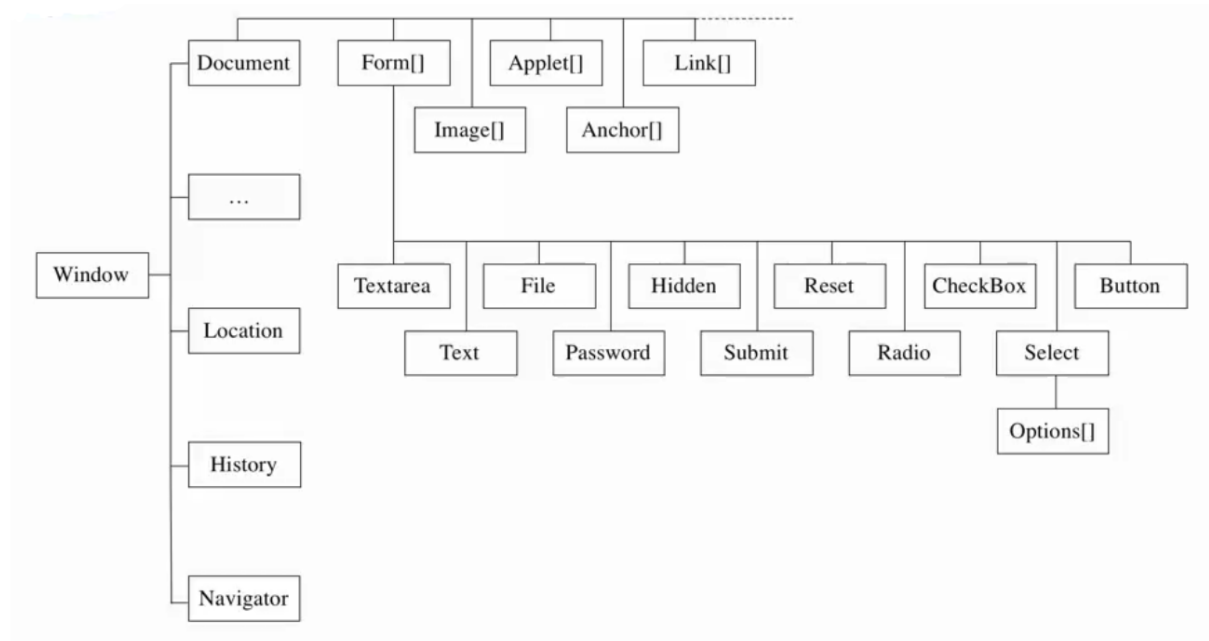 Document
Form[]
Applet[]
Link[]
Image[]
Anchor[]
…
Window
Textarea
File
Hidden
Reset
CheckBox
Button
Location
Text
Password
Submit
Radio
Select
Options[]
History
Navigator